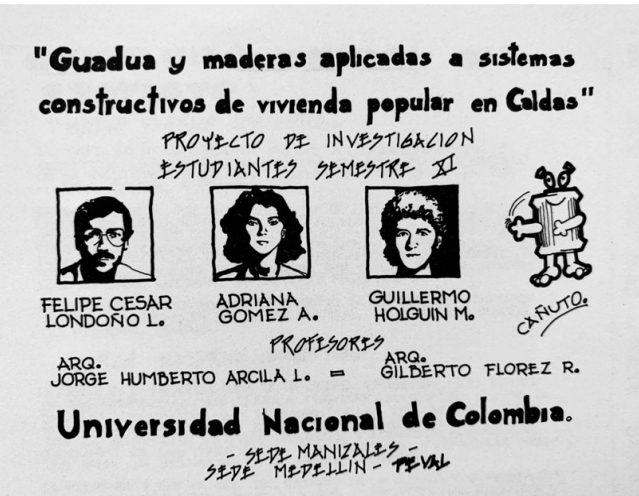 "Guadua y maderas aplicadas a sistemas
constructivos de vivienda popular en Caldas"
PROYECTO DE INVESTIGACION
ESTUDIANTES SEMESTRE XI
FELIPE CESAR
LONDOÑO L.
ADRIANA
GOMEZ A.
GUILLERMO
HOLGUIN M.
CAÑUTO.
PROFESORES
ARQ.
JORGE HUMBERTO ARCILA L. =
ARQ.
GILBERTO FLOREZ R.
Universidad Nacional de Colombia.
- SEDE MANIZALES -
SEDE MEDELLIN - PEVAL